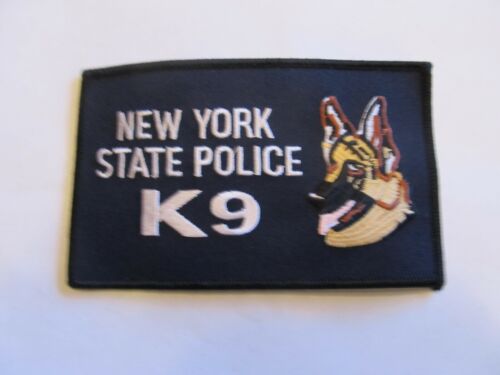 NEW YORK
STATE POLICE
K9